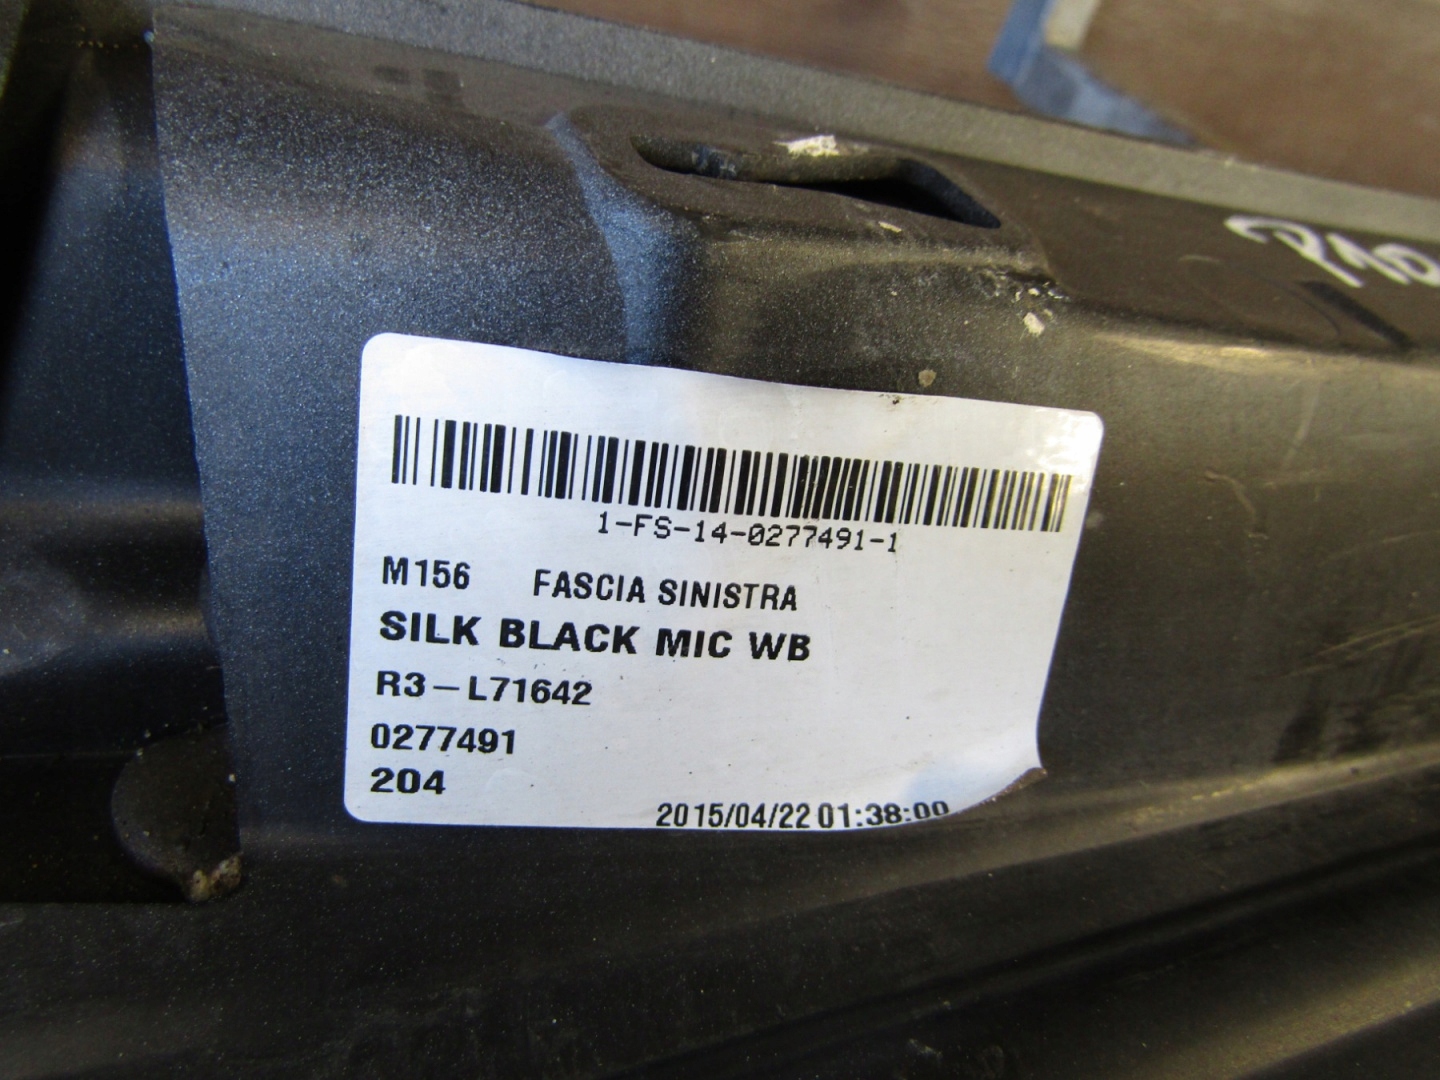 1-FS-14-0277491-1
M156 FASCIA SINISTRA
SILK BLACK MIC WB
R3-L71642
0277491
204
2015/04/22 01:38:00